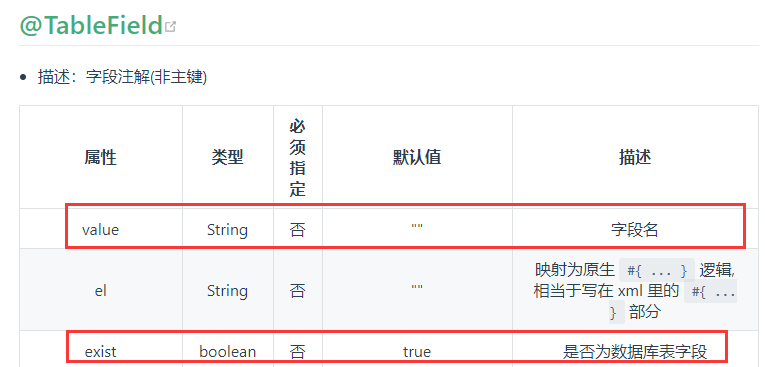 @TableField
描述：字段注解(非主键)
属性 类型 必须指定 默认值 描述
value String 否 "" 字段名
el String 否 "" 映射为原生 #{ ... } 逻辑,
相当于写在 xml 里的 #{ ...
} 部分
exist boolean 否 true 是否为数据库表字段